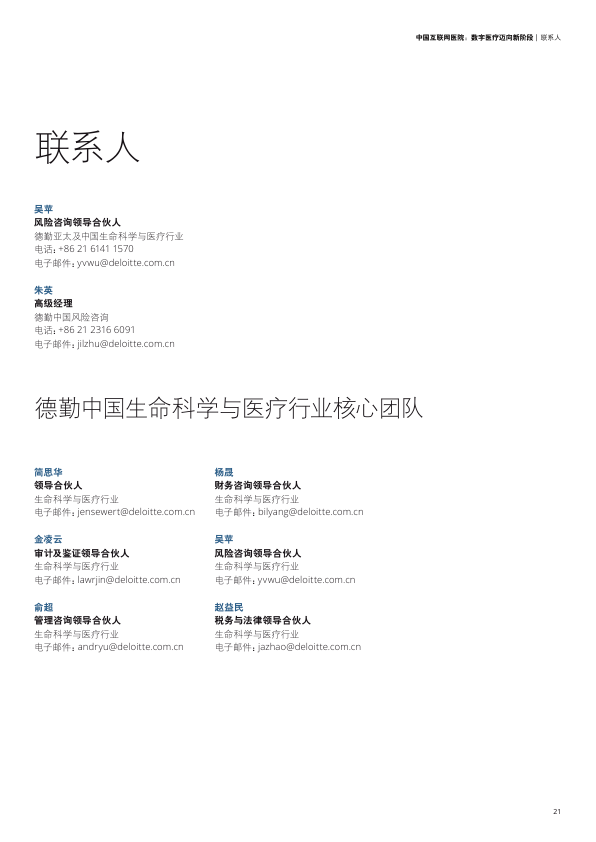 中国互联网医院，数字医疗迈向新阶段 | 联系人
联系人
吴苹
风险咨询领导合伙人
德勤亚太及中国生命科学与医疗行业
电话：+86 21 6141 1570
电子邮件：yvwu@deloitte.com.cn
朱英
高级经理
德勤中国风险咨询
电话：+86 21 2316 6091
电子邮件：jilzhu@deloitte.com.cn
德勤中国生命科学与医疗行业核心团队
简思华
领导合伙人
生命科学与医疗行业
电子邮件：jensewert@deloitte.com.cn
杨晟
财务咨询领导合伙人
生命科学与医疗行业
电子邮件：bilyang@deloitte.com.cn
金凌云
审计及鉴证领导合伙人
生命科学与医疗行业
电子邮件：lawrjin@deloitte.com.cn
吴苹
风险咨询领导合伙人
生命科学与医疗行业
电子邮件：yvwu@deloitte.com.cn
俞超
管理咨询领导合伙人
生命科学与医疗行业
电子邮件：andryu@deloitte.com.cn
赵益民
税务与法律领导合伙人
生命科学与医疗行业
电子邮件：jazhao@deloitte.com.cn
21